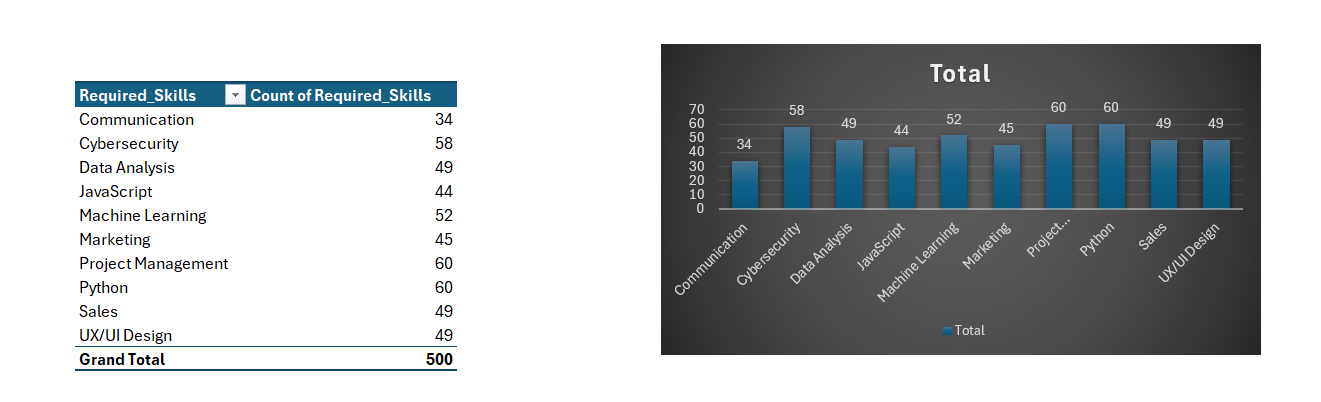 Required_Skills Count of Required_Skills
Communication 34
Cybersecurity 58
Data Analysis 49
JavaScript 44
Machine Learning 52
Marketing 45
Project Management 60
Python 60
Sales 49
UX/UI Design 49
Grand Total 500
Total
70
60
50
40
30
20
10
0
34 58 49 44 52 45 60 60 49 49
Communication
Cybersecurity
Data Analysis
JavaScript
Machine Learning
Marketing
Project...
Python
Sales
UX/UI Design
Total